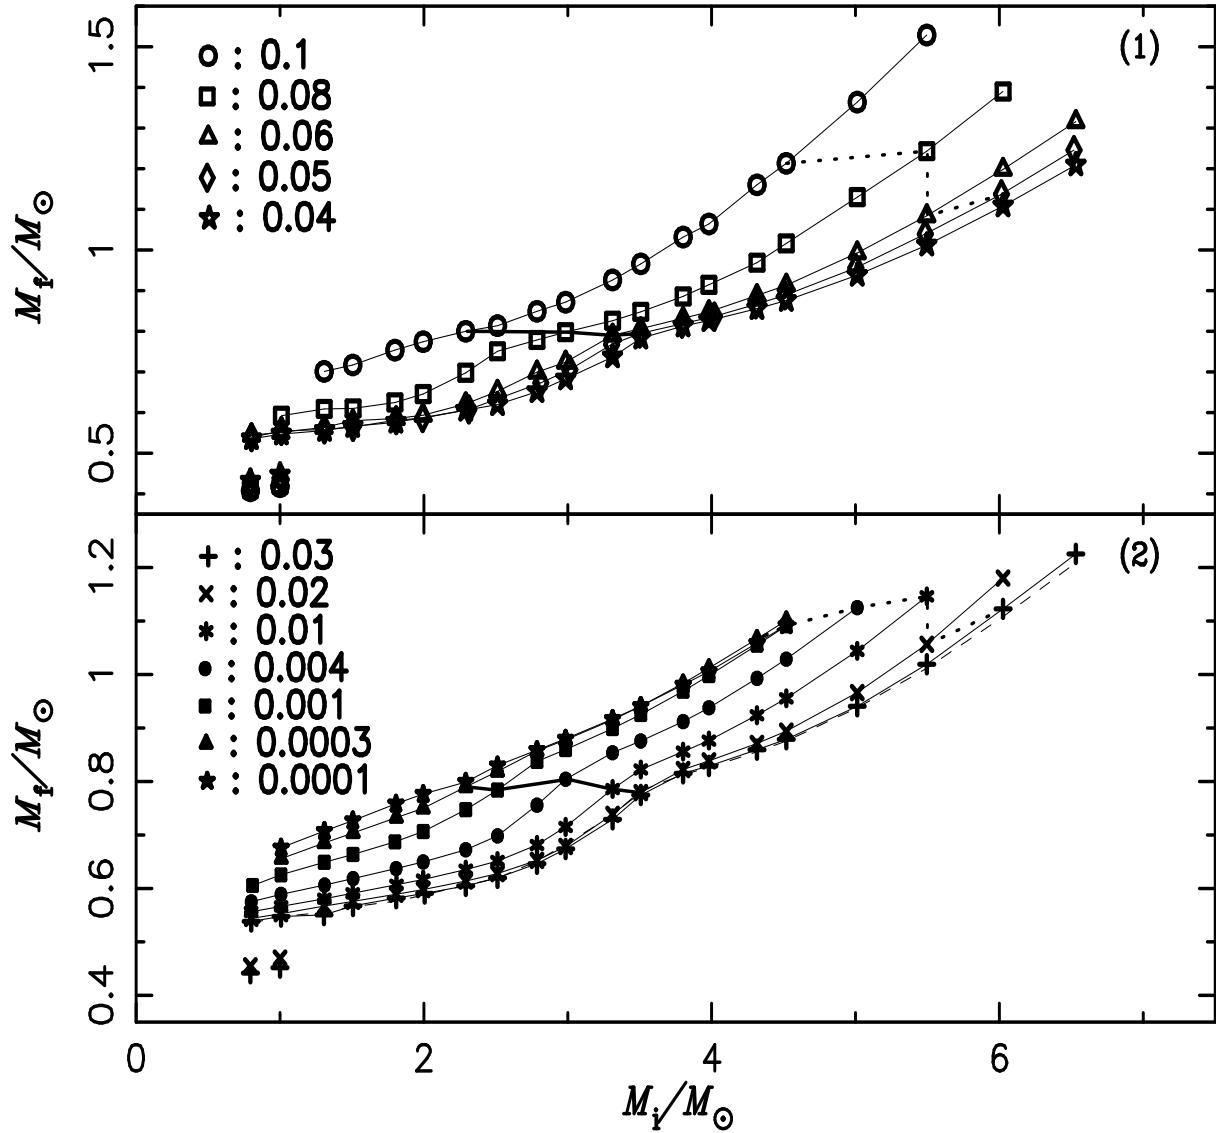 (1)
○ : 0.1
□ : 0.08
△ : 0.06
◇ : 0.05
☆ : 0.04
1.5
1
0.5
M_f/M_⊙
(2)
+ : 0.03
× : 0.02
* : 0.01
● : 0.004
■ : 0.001
▲ : 0.0003
★ : 0.0001
1.2
1
0.8
0.6
0.4
M_f/M_⊙
0 2 4 6
M_i/M_⊙